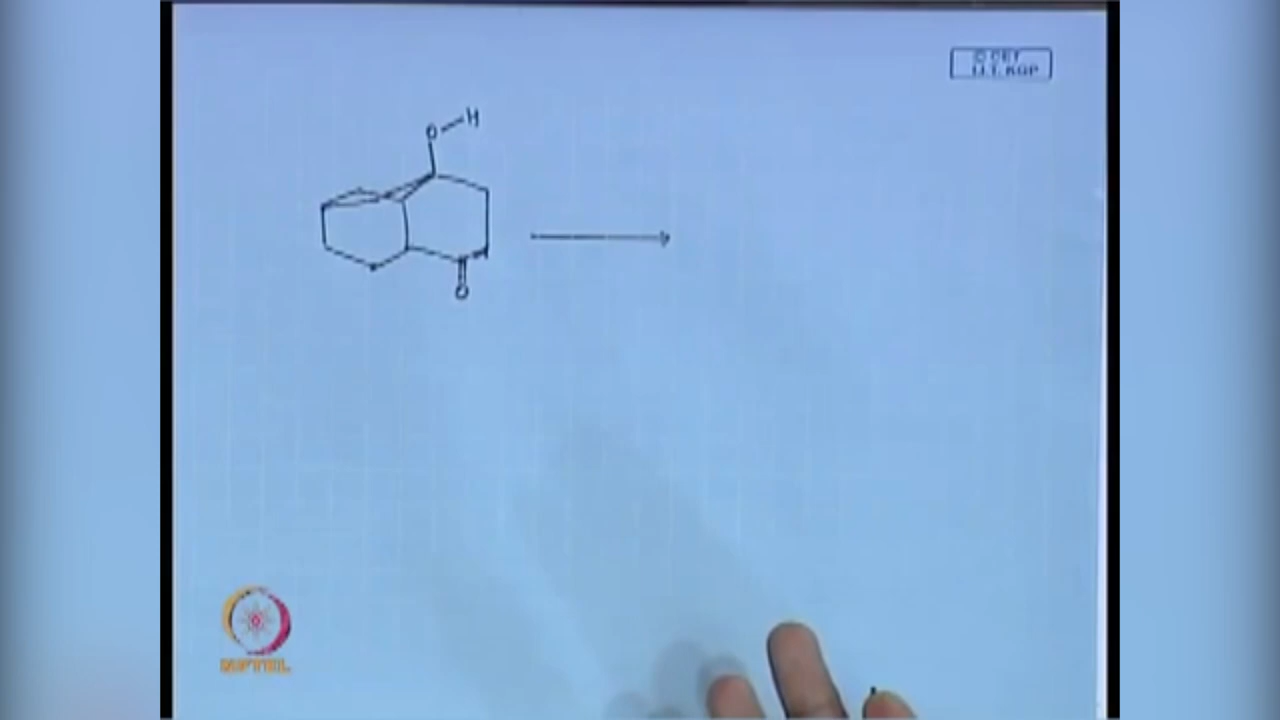 © CET
I.I.T. KGP
O-H
O
NPTEL